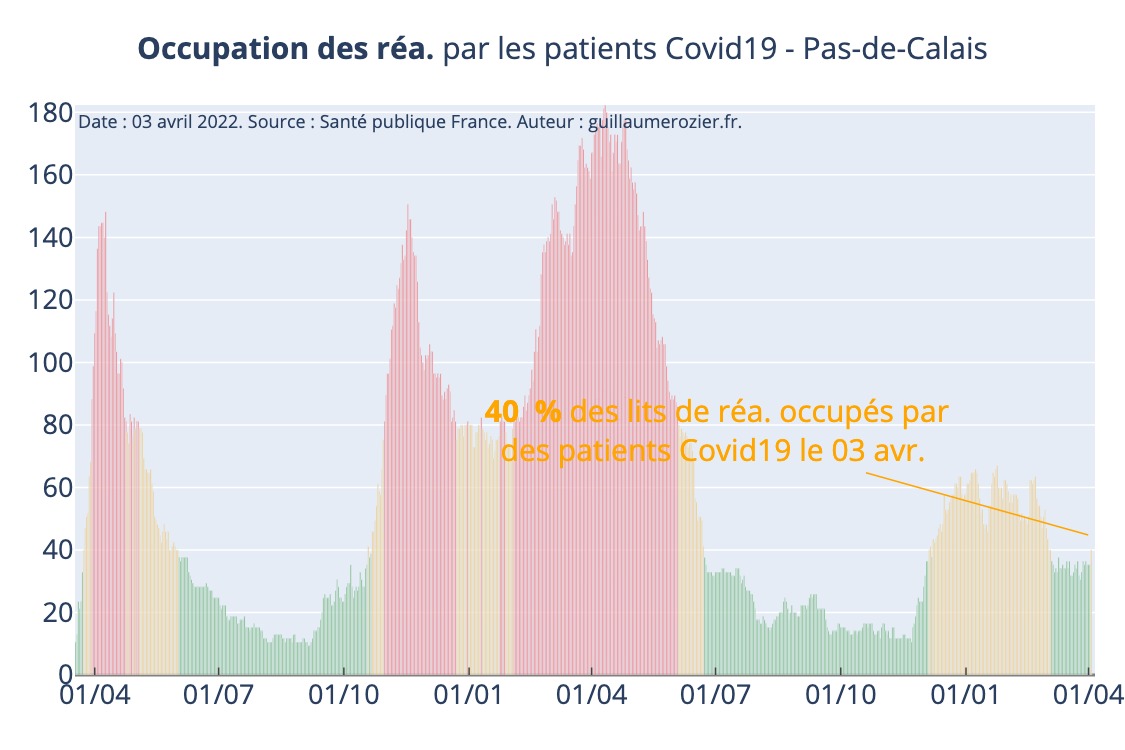 Occupation des réa. par les patients Covid19 - Pas-de-Calais
Date : 03 avril 2022. Source : Santé publique France. Auteur : guillaumerozier.fr.
180
160
140
120
100
80
60
40
20
0
40 % des lits de réa. occupés par
des patients Covid19 le 03 avr.
01/04 01/07 01/10 01/01 01/04 01/07 01/10 01/01 01/04